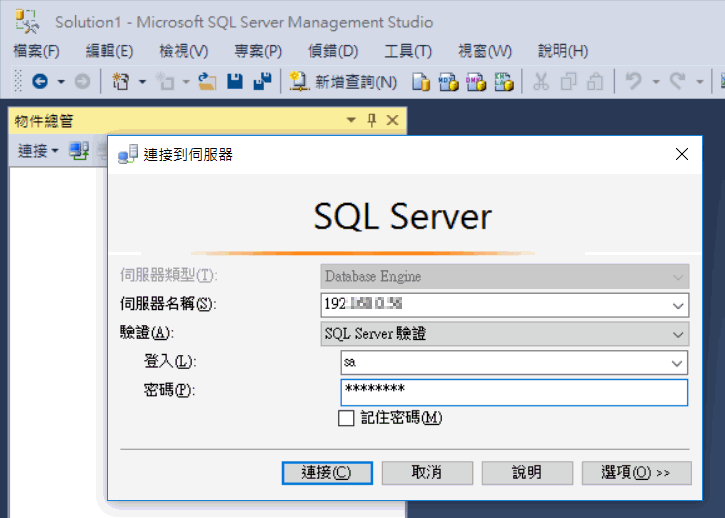 Solution1 - Microsoft SQL Server Management Studio
檔案(F) 編輯(E) 檢視(V) 專案(P) 偵錯(D) 工具(T) 視窗(W) 說明(H)
新增查詢(N)
物件總管
連接
連接到伺服器
SQL Server
伺服器類型(T): Database Engine
伺服器名稱(S): 192.
驗證(A): SQL Server 驗證
登入(L): sa
密碼(P): ********
記住密碼(M)
連接(C) 取消 說明 選項(O) >>